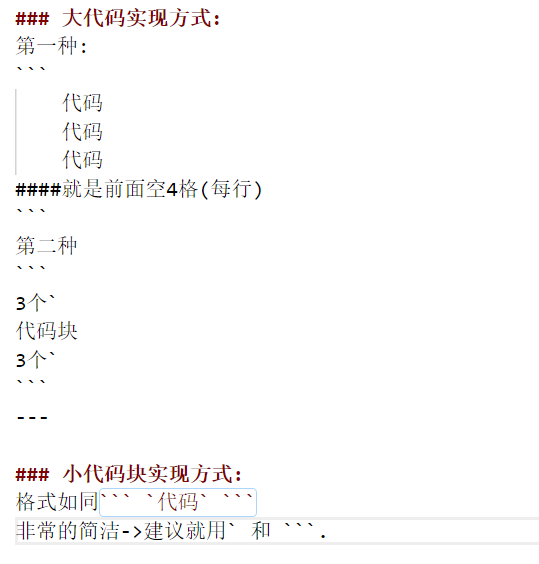 ### 大代码实现方式：
第一种：
```
    代码
    代码
    代码
####就是前面空4格(每行)
```
第二种
```
3个`
代码块
3个`
```
---
### 小代码块实现方式：
格式如同``` `代码` ```
非常的简洁->建议就用` 和 ```.